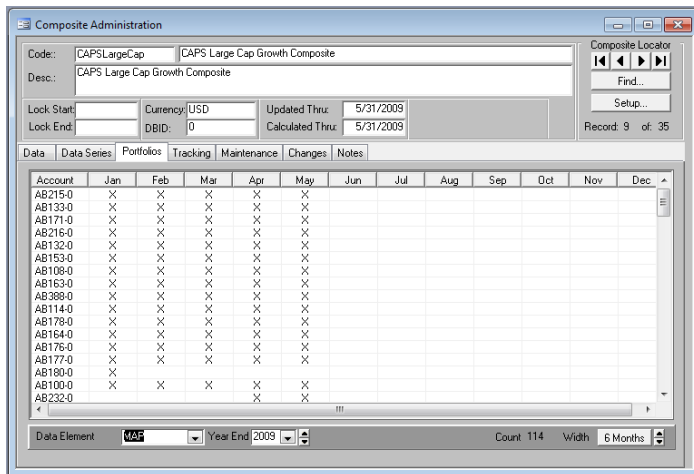 Composite Administration
Code:: CAPSLargeCap CAPS Large Cap Growth Composite
Desc.: CAPS Large Cap Growth Composite
Composite Locator
Find...
Setup...
Record: 9 of: 35
Lock Start: Currency: USD Updated Thru: 5/31/2009
Lock End: DBID: 0 Calculated Thru: 5/31/2009
Data Data Series Portfolios Tracking Maintenance Changes Notes
Account Jan Feb Mar Apr May Jun Jul Aug Sep Oct Nov Dec
AB215-0 X X X X X
AB133-0 X X X X X
AB171-0 X X X X X
AB216-0 X X X X X
AB132-0 X X X X X
AB153-0 X X X X X
AB108-0 X X X X X
AB163-0 X X X X X
AB388-0 X X X X X
AB114-0 X X X X X
AB178-0 X X X X X
AB164-0 X X X X X
AB176-0 X X X X X
AB177-0 X X X X X
AB180-0 X
AB100-0 X X X X X
AB232-0 X X
Data Element MAP Year End 2009 Count 114 Width 6 Months